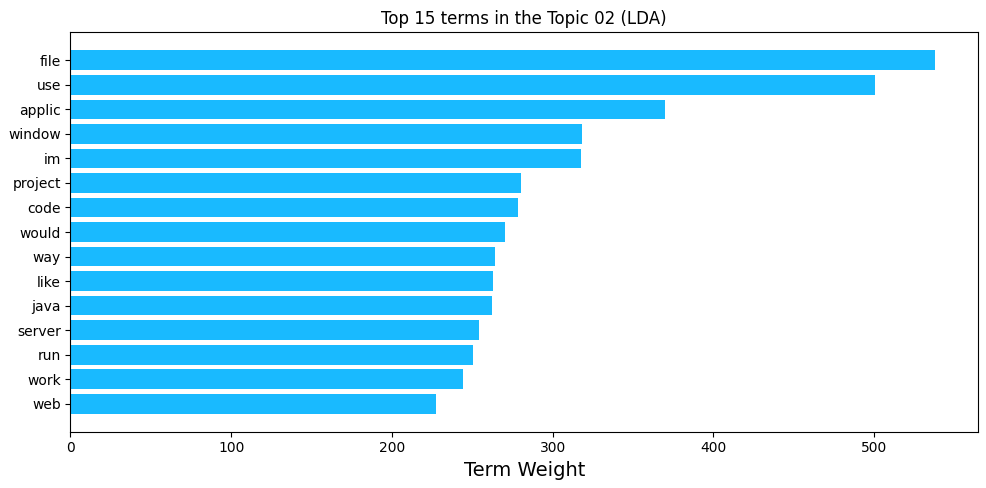 Top 15 terms in the Topic 02 (LDA)
file
use
applic
window
im
project
code
would
way
like
java
server
run
work
web
0 100 200 300 400 500
Term Weight